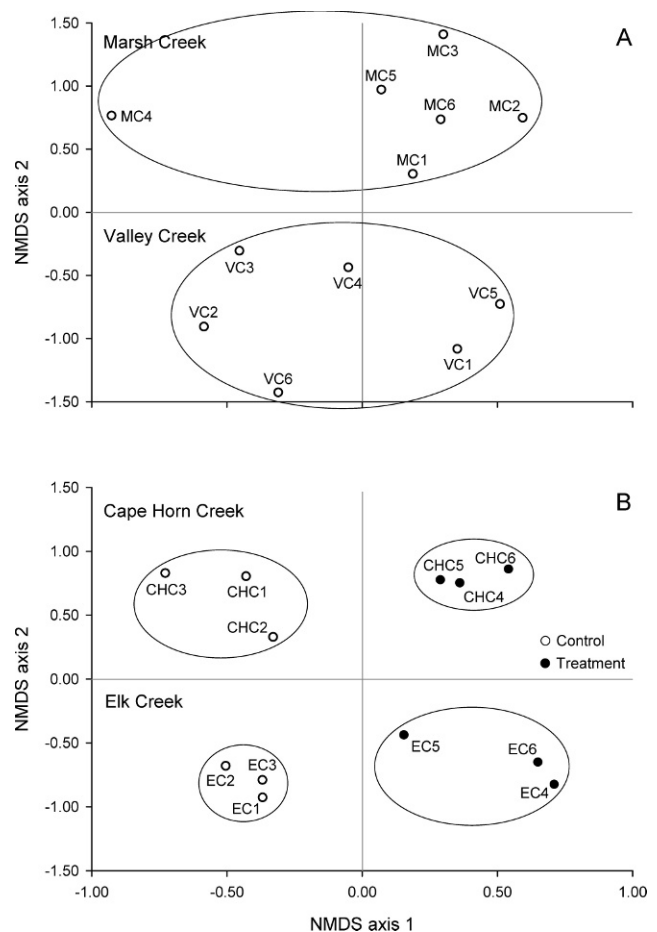 1.50
Marsh Creek
A
MC3
1.00
MC5
MC4
MC6
MC2
0.50
MC1
NMDS axis 2
0.00
Valley Creek
VC3
-0.50
VC4
VC5
VC2
-1.00
VC1
VC6
-1.50
1.50
Cape Horn Creek
B
1.00
CHC3
CHC1
CHC5
CHC6
CHC4
0.50
CHC2
Control
Treatment
NMDS axis 2
0.00
Elk Creek
-0.50
EC5
EC3
EC6
EC2
EC4
-1.00
EC1
-1.50
-1.00
-0.50
0.00
0.50
1.00
NMDS axis 1